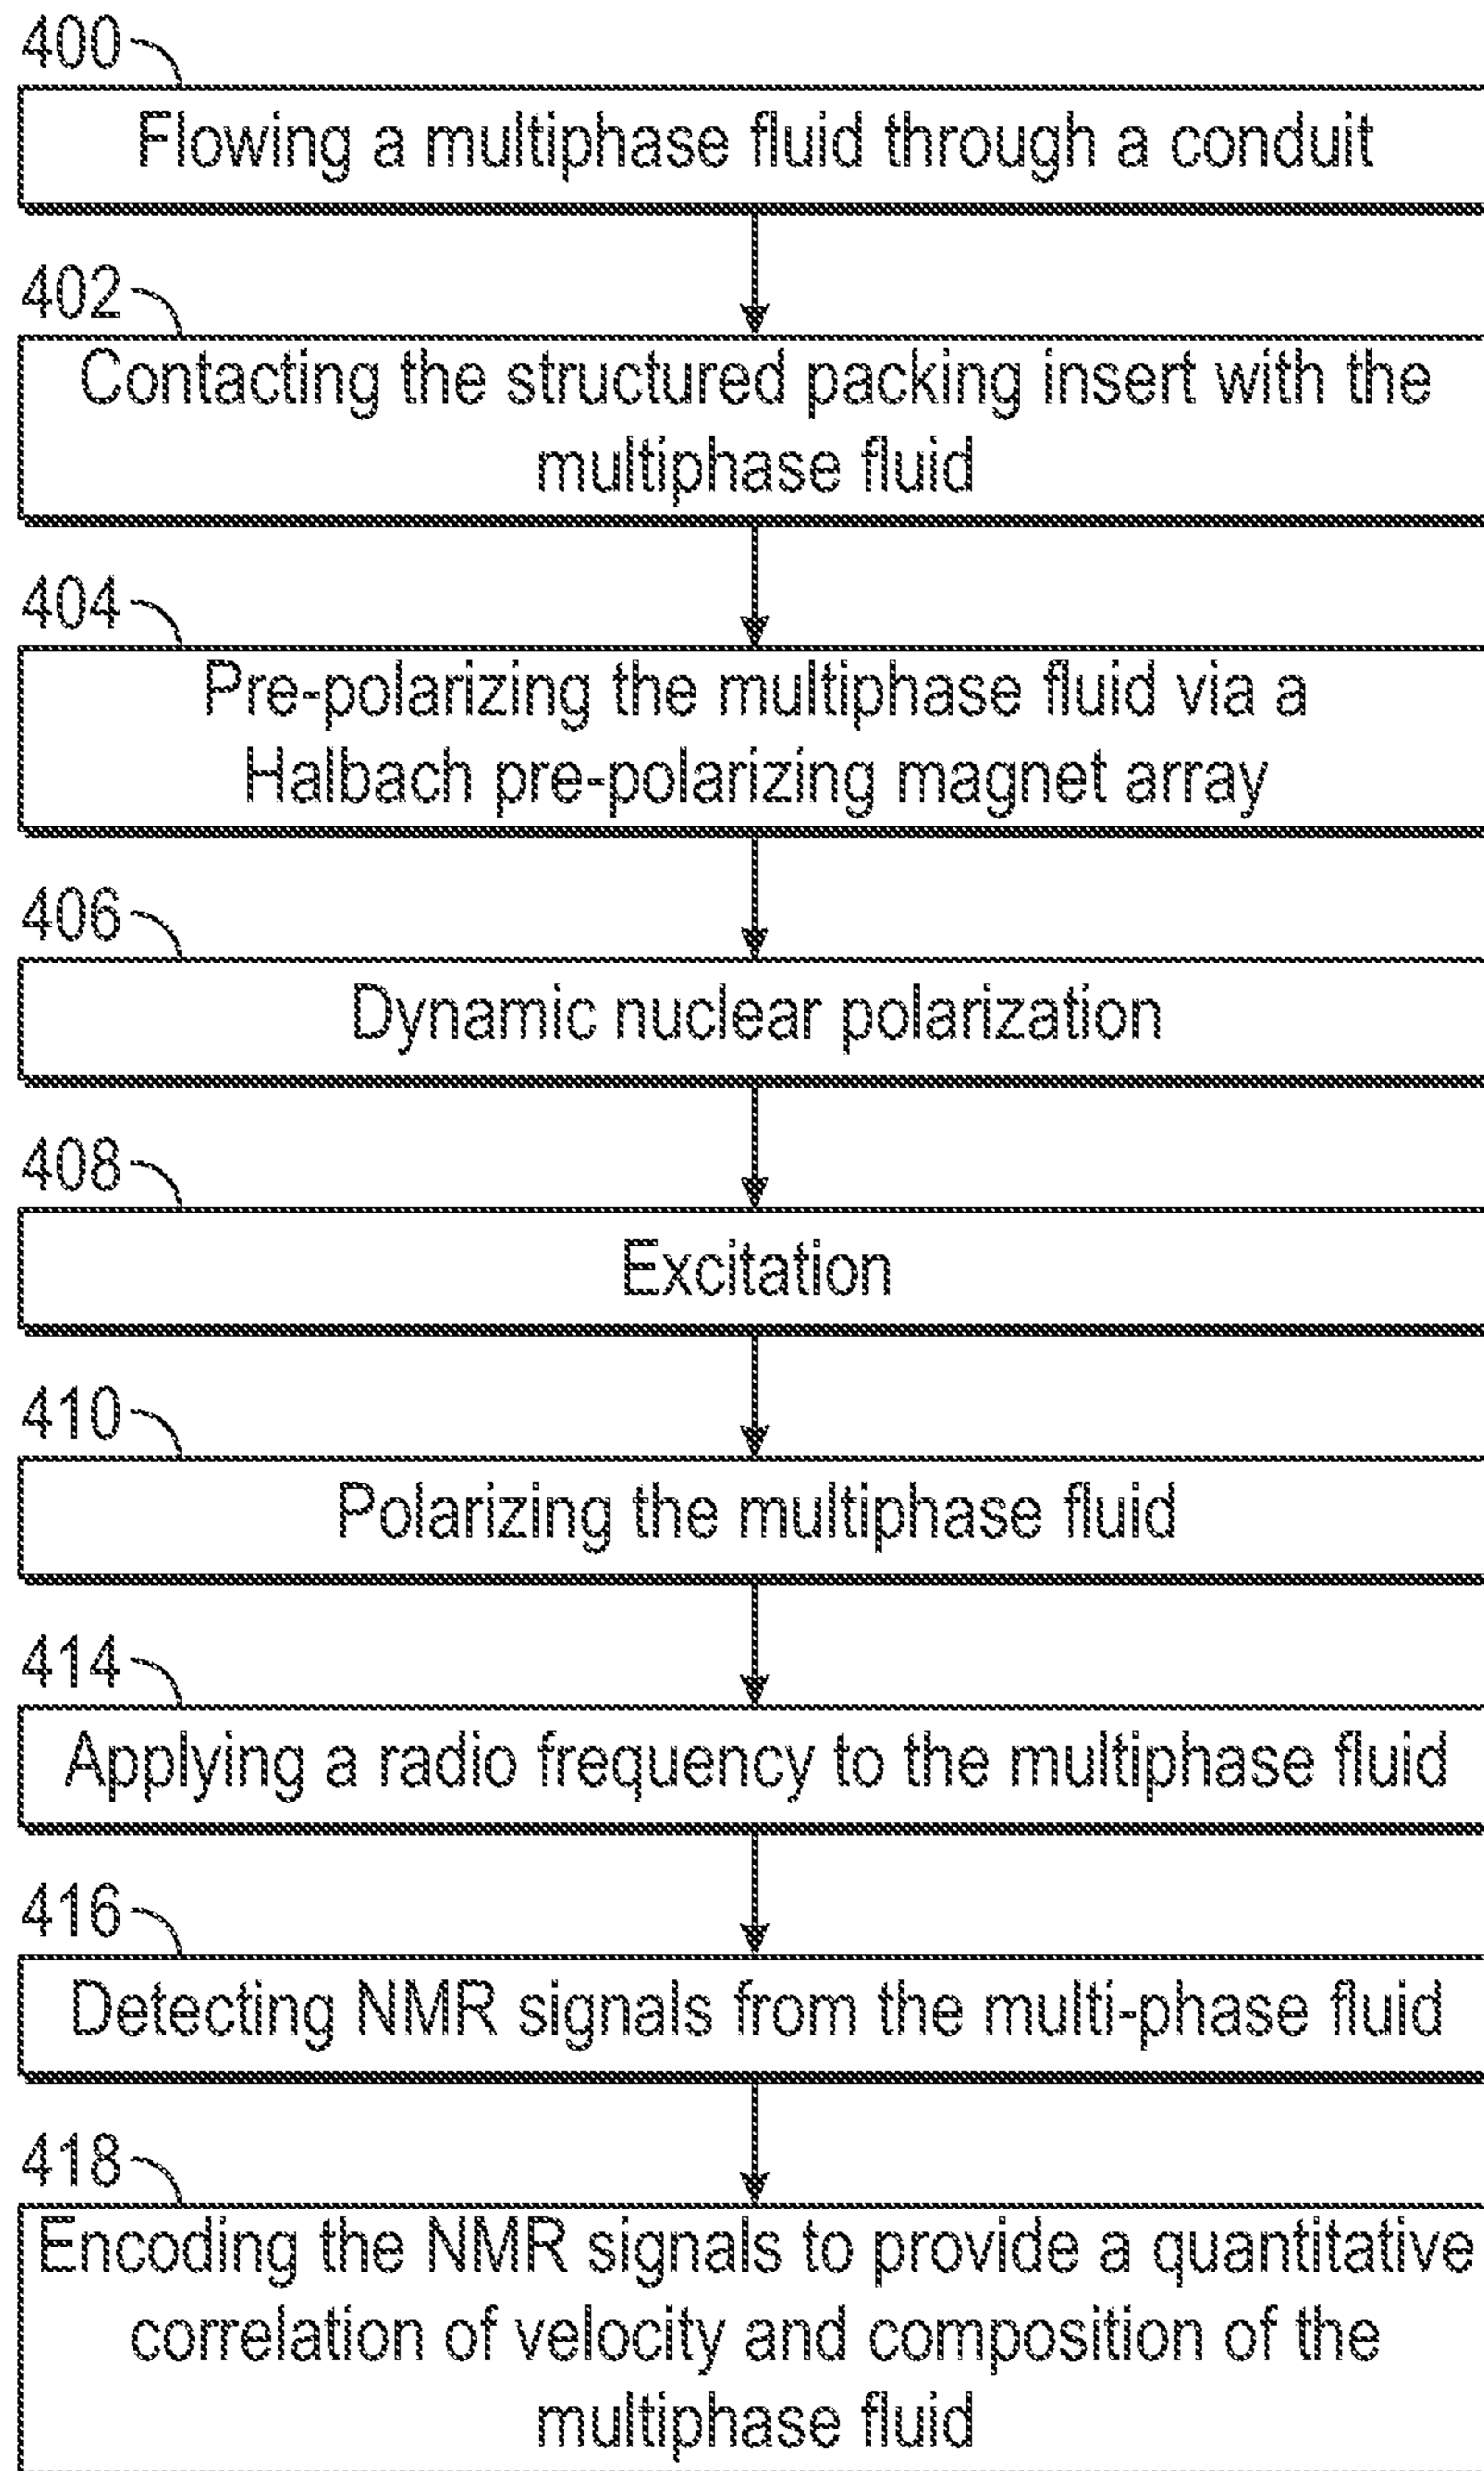 400
Flowing a multiphase fluid through a conduit
402
Contacting the structured packing insert with the
multiphase fluid
404
Pre-polarizing the multiphase fluid via a
Halbach pre-polarizing magnet array
406
Dynamic nuclear polarization
408
Excitation
410
Polarizing the multiphase fluid
414
Applying a radio frequency to the multiphase fluid
416
Detecting NMR signals from the multi-phase fluid
418
Encoding the NMR signals to provide a quantitative
correlation of velocity and composition of the
multiphase fluid